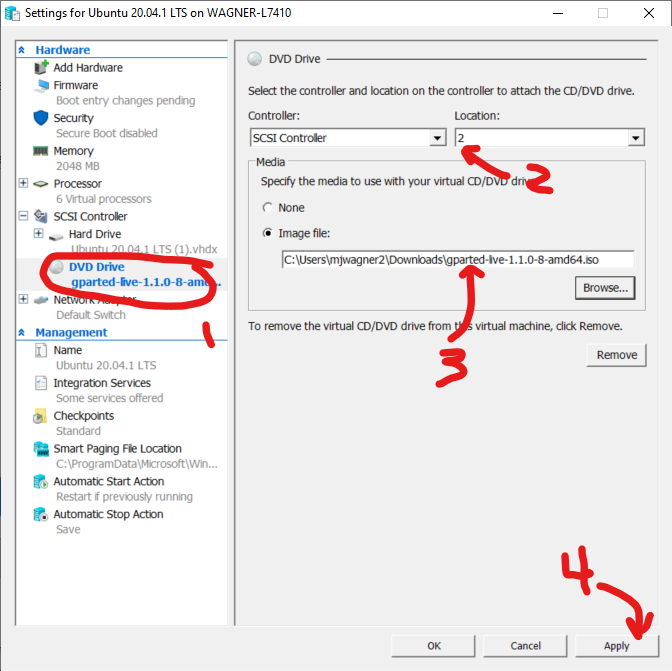 Settings for Ubuntu 20.04.1 LTS on WAGNER-L7410
Hardware
Add Hardware
Firmware
Boot entry changes pending
Security
Secure Boot disabled
Memory
2048 MB
Processor
6 Virtual processors
SCSI Controller
Hard Drive
Ubuntu 20.04.1 LTS (1).vhdx
DVD Drive
gparted-live-1.1.0-8-amd...
Network Adapter
Default Switch
1
Management
Name
Ubuntu 20.04.1 LTS
Integration Services
Some services offered
Checkpoints
Standard
Smart Paging File Location
C:\ProgramData\Microsoft\Win...
Automatic Start Action
Restart if previously running
Automatic Stop Action
Save
DVD Drive
Select the controller and location on the controller to attach the CD/DVD drive.
Controller: Location:
SCSI Controller 2
2
Media
Specify the media to use with your virtual CD/DVD drive.
None
Image file:
C:\Users\mjwagner2\Downloads\gparted-live-1.1.0-8-amd64.iso
Browse...
To remove the virtual CD/DVD drive from this virtual machine, click Remove.
3
Remove
4
OK Cancel Apply